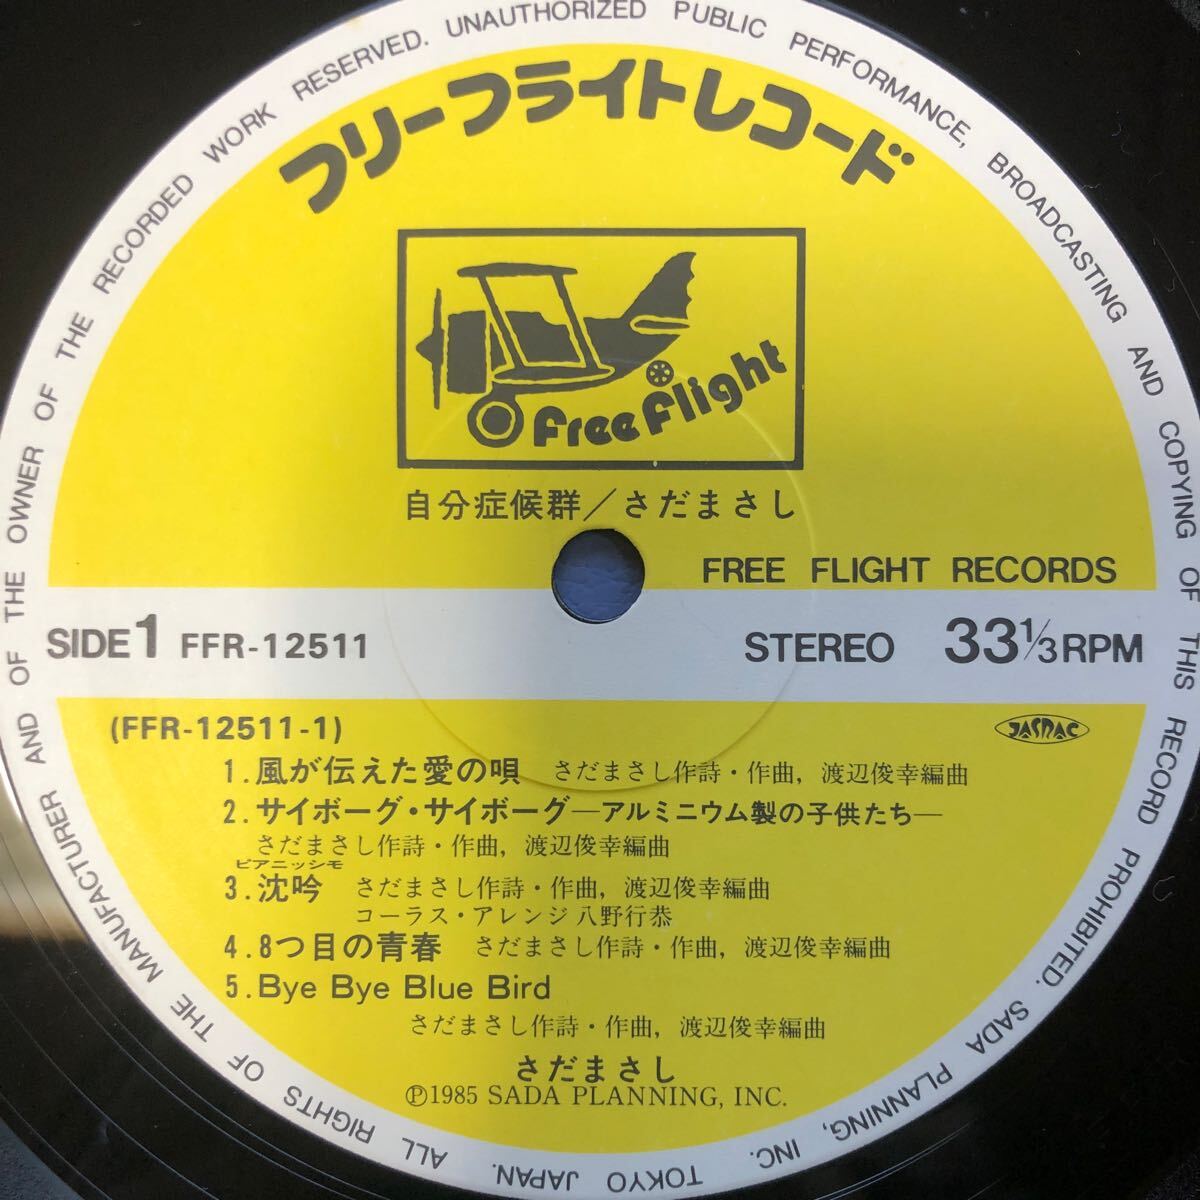 ALL RIGHTS OF THE MANUFACTURER AND OF THE OWNER OF THE RECORDED WORK RESERVED. UNAUTHORIZED PUBLIC PERFORMANCE, BROADCASTING AND COPYING OF THIS RECORD PROHIBITED. SADA PLANNING, INC. TOKYO JAPAN.
フリーフライトレコード
free flight
自分症候群／さだまさし
FREE FLIGHT RECORDS
SIDE 1 FFR-12511 STEREO 33⅓RPM
(FFR-12511-1) JASRAC
1.風が伝えた愛の唄 さだまさし作詩・作曲，渡辺俊幸編曲
2.サイボーグ・サイボーグ―アルミニウム製の子供たち―
さだまさし作詩・作曲，渡辺俊幸編曲
ピアニッシモ
3.沈吟 さだまさし作詩・作曲，渡辺俊幸編曲
コーラス・アレンジ 八野行恭
4.8つ目の青春 さだまさし作詩・作曲，渡辺俊幸編曲
5.Bye Bye Blue Bird
さだまさし作詩・作曲，渡辺俊幸編曲
さだまさし
Ⓟ1985 SADA PLANNING, INC.